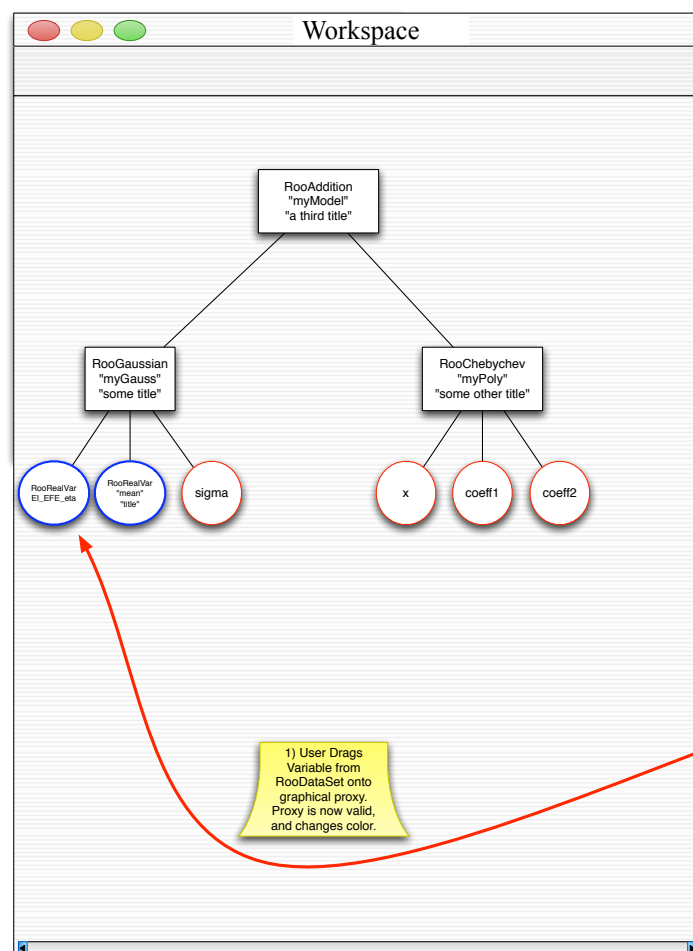 Workspace
RooAddition
"myModel"
"a third title"
RooGaussian
"myGauss"
"some title"
RooChebychev
"myPoly"
"some other title"
RooRealVar
El_EFE_eta
RooRealVar
"mean"
"title"
sigma
x
coeff1
coeff2
1) User Drags
Variable from
RooDataSet onto
graphical proxy.
Proxy is now valid,
and changes color.